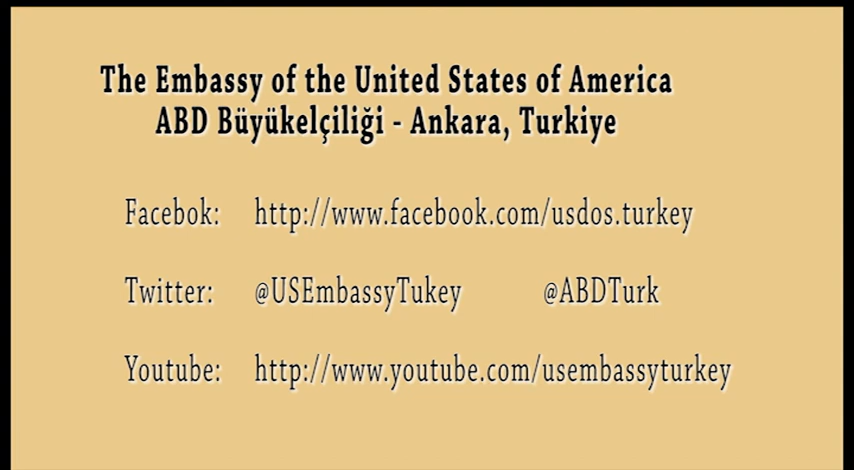 The Embassy of the United States of America
ABD Büyükelçiliği - Ankara, Turkiye
Facebok: http://www.facebook.com/usdos.turkey
Twitter: @USEmbassyTukey @ABDTurk
Youtube: http://www.youtube.com/usembassyturkey